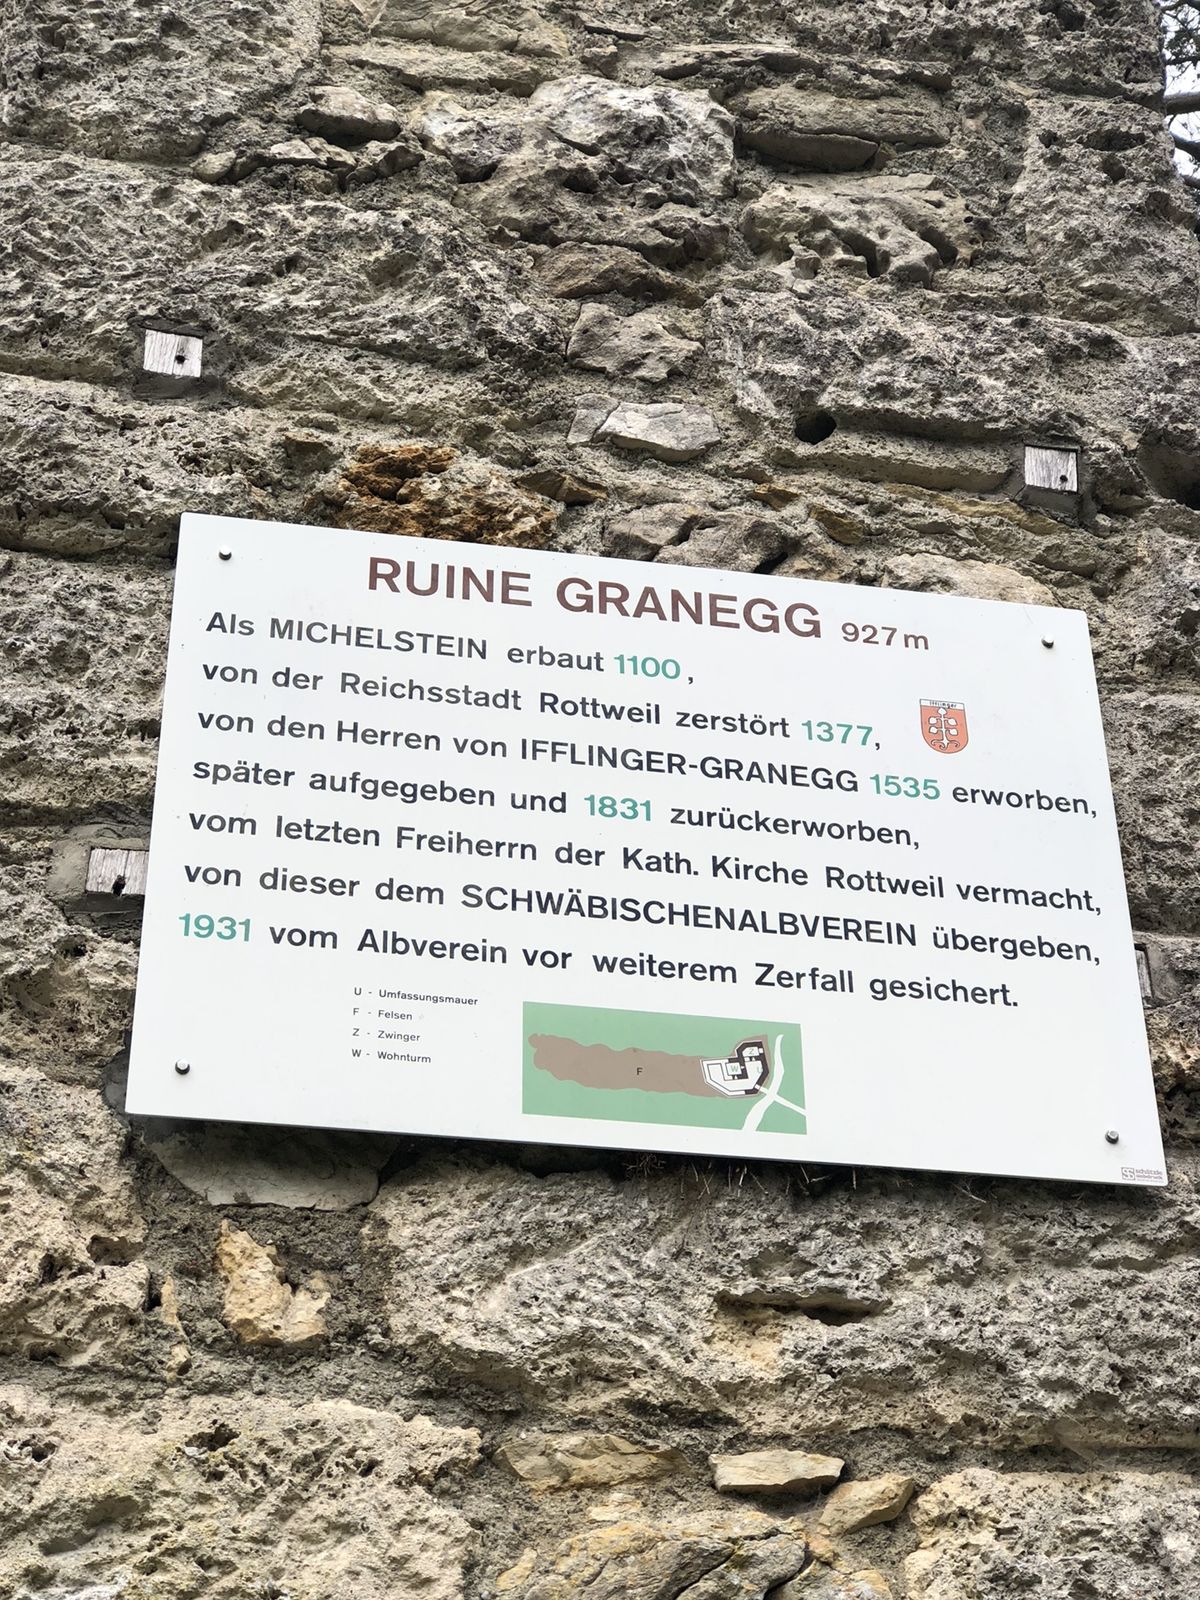 RUINE GRANEGG 927 m
Als MICHELSTEIN erbaut 1100,
von der Reichsstadt Rottweil zerstört 1377,
Ifflinger
von den Herren von IFFLINGER-GRANEGG 1535 erworben,
später aufgegeben und 1831 zurückerworben,
vom letzten Freiherrn der Kath. Kirche Rottweil vermacht,
von dieser dem SCHWÄBISCHENALBVEREIN übergeben,
1931 vom Albverein vor weiterem Zerfall gesichert.
U - Umfassungsmauer
F - Felsen
Z - Zwinger
W - Wohnturm
F
W
Z